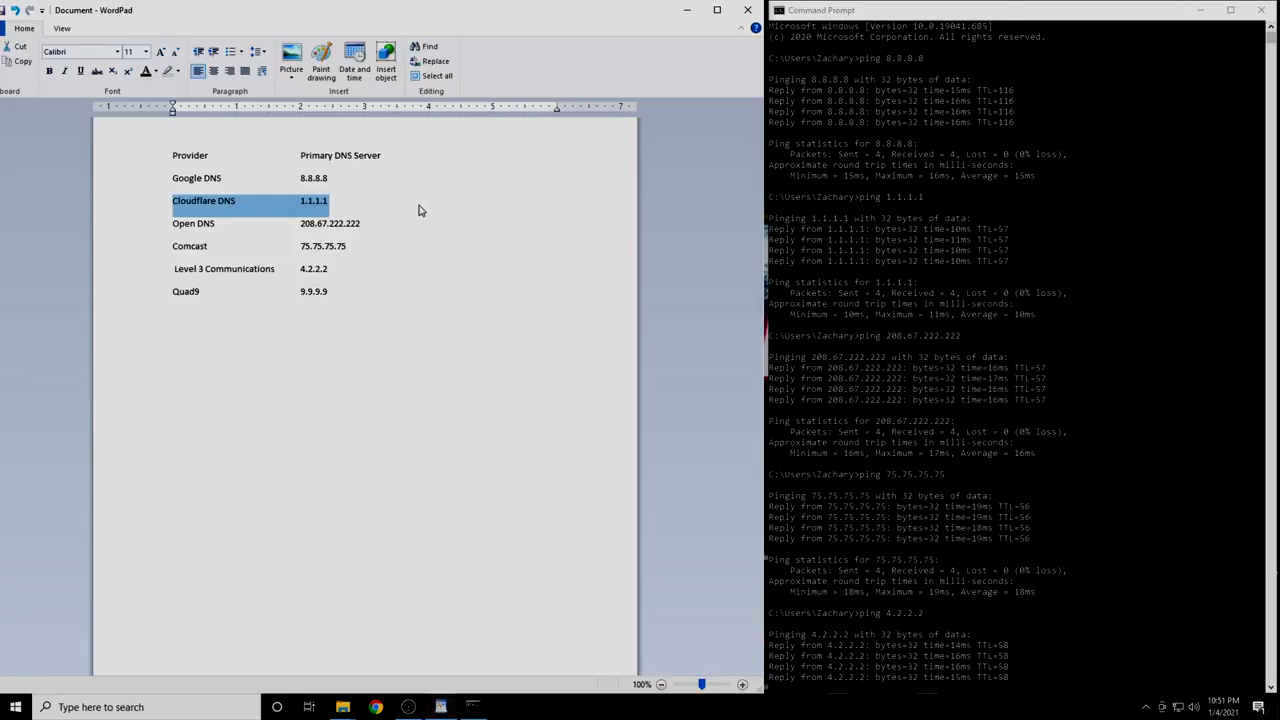 Document - WordPad
Home
View
Cut
Copy
board
Calibri
Font
Paragraph
Picture
Paint drawing
Date and time
Insert object
Insert
Find
Replace
Select all
Editing
1 1 2 3 4 5 7
Provider Primary DNS Server
Google DNS 8.8.8.8
Cloudflare DNS 1.1.1.1
Open DNS 208.67.222.222
Comcast 75.75.75.75
Level 3 Communications 4.2.2.2
Quad9 9.9.9.9
Command Prompt
Microsoft Windows [Version 10.0.19041.685]
(c) 2020 Microsoft Corporation. All rights reserved.
C:\Users\Zachary>ping 8.8.8.8
Pinging 8.8.8.8 with 32 bytes of data:
Reply from 8.8.8.8: bytes=32 time=15ms TTL=116
Reply from 8.8.8.8: bytes=32 time=16ms TTL=116
Reply from 8.8.8.8: bytes=32 time=16ms TTL=116
Reply from 8.8.8.8: bytes=32 time=16ms TTL=116
Ping statistics for 8.8.8.8:
Packets: Sent = 4, Received = 4, Lost = 0 (0% loss),
Approximate round trip times in milli-seconds:
Minimum = 15ms, Maximum = 16ms, Average = 15ms
C:\Users\Zachary>ping 1.1.1.1
Pinging 1.1.1.1 with 32 bytes of data:
Reply from 1.1.1.1: bytes=32 time=10ms TTL=57
Reply from 1.1.1.1: bytes=32 time=11ms TTL=57
Reply from 1.1.1.1: bytes=32 time=10ms TTL=57
Reply from 1.1.1.1: bytes=32 time=10ms TTL=57
Ping statistics for 1.1.1.1:
Packets: Sent = 4, Received = 4, Lost = 0 (0% loss),
Approximate round trip times in milli-seconds:
Minimum = 10ms, Maximum = 11ms, Average = 10ms
C:\Users\Zachary>ping 208.67.222.222
Pinging 208.67.222.222 with 32 bytes of data:
Reply from 208.67.222.222: bytes=32 time=16ms TTL=57
Reply from 208.67.222.222: bytes=32 time=17ms TTL=57
Reply from 208.67.222.222: bytes=32 time=16ms TTL=57
Reply from 208.67.222.222: bytes=32 time=16ms TTL=57
Ping statistics for 208.67.222.222:
Packets: Sent = 4, Received = 4, Lost = 0 (0% loss),
Approximate round trip times in milli-seconds:
Minimum = 16ms, Maximum = 17ms, Average = 16ms
C:\Users\Zachary>ping 75.75.75.75
Pinging 75.75.75.75 with 32 bytes of data:
Reply from 75.75.75.75: bytes=32 time=19ms TTL=56
Reply from 75.75.75.75: bytes=32 time=19ms TTL=56
Reply from 75.75.75.75: bytes=32 time=18ms TTL=56
Reply from 75.75.75.75: bytes=32 time=19ms TTL=56
Ping statistics for 75.75.75.75:
Packets: Sent = 4, Received = 4, Lost = 0 (0% loss),
Approximate round trip times in milli-seconds:
Minimum = 18ms, Maximum = 19ms, Average = 18ms
C:\Users\Zachary>ping 4.2.2.2
Pinging 4.2.2.2 with 32 bytes of data:
Reply from 4.2.2.2: bytes=32 time=14ms TTL=58
Reply from 4.2.2.2: bytes=32 time=16ms TTL=58
Reply from 4.2.2.2: bytes=32 time=16ms TTL=58
Reply from 4.2.2.2: bytes=32 time=15ms TTL=58
Type here to sear
10:51 PM
1/4/2021